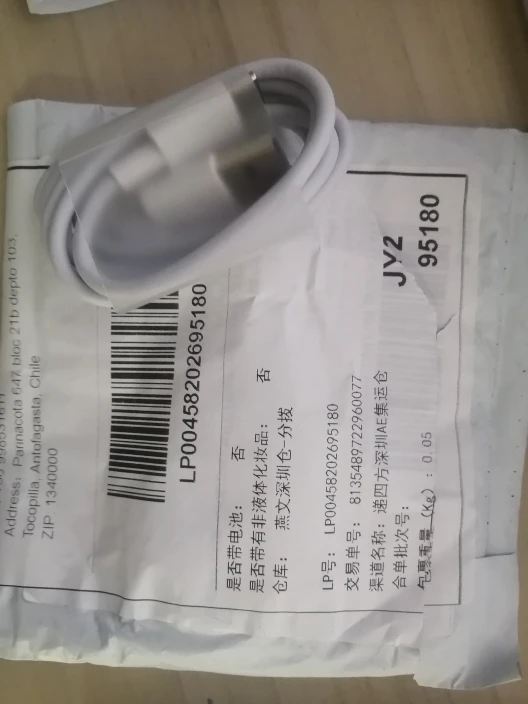 Address: Parinacota 647, bloc 21b depto 103,
Tocopilla, Antofagasta, Chile
ZIP 1340000
LP00458202695180
JY2
95180
是否带电池: 否
是否带有非液体化妆品: 否
仓库: 燕文深圳仓-分拨
LP号: LP00458202695180
交易单号: 8135489722960077
渠道名称: 递四方深圳AE集运仓
合单批次号:
包裹重量 (Kg): 0.05